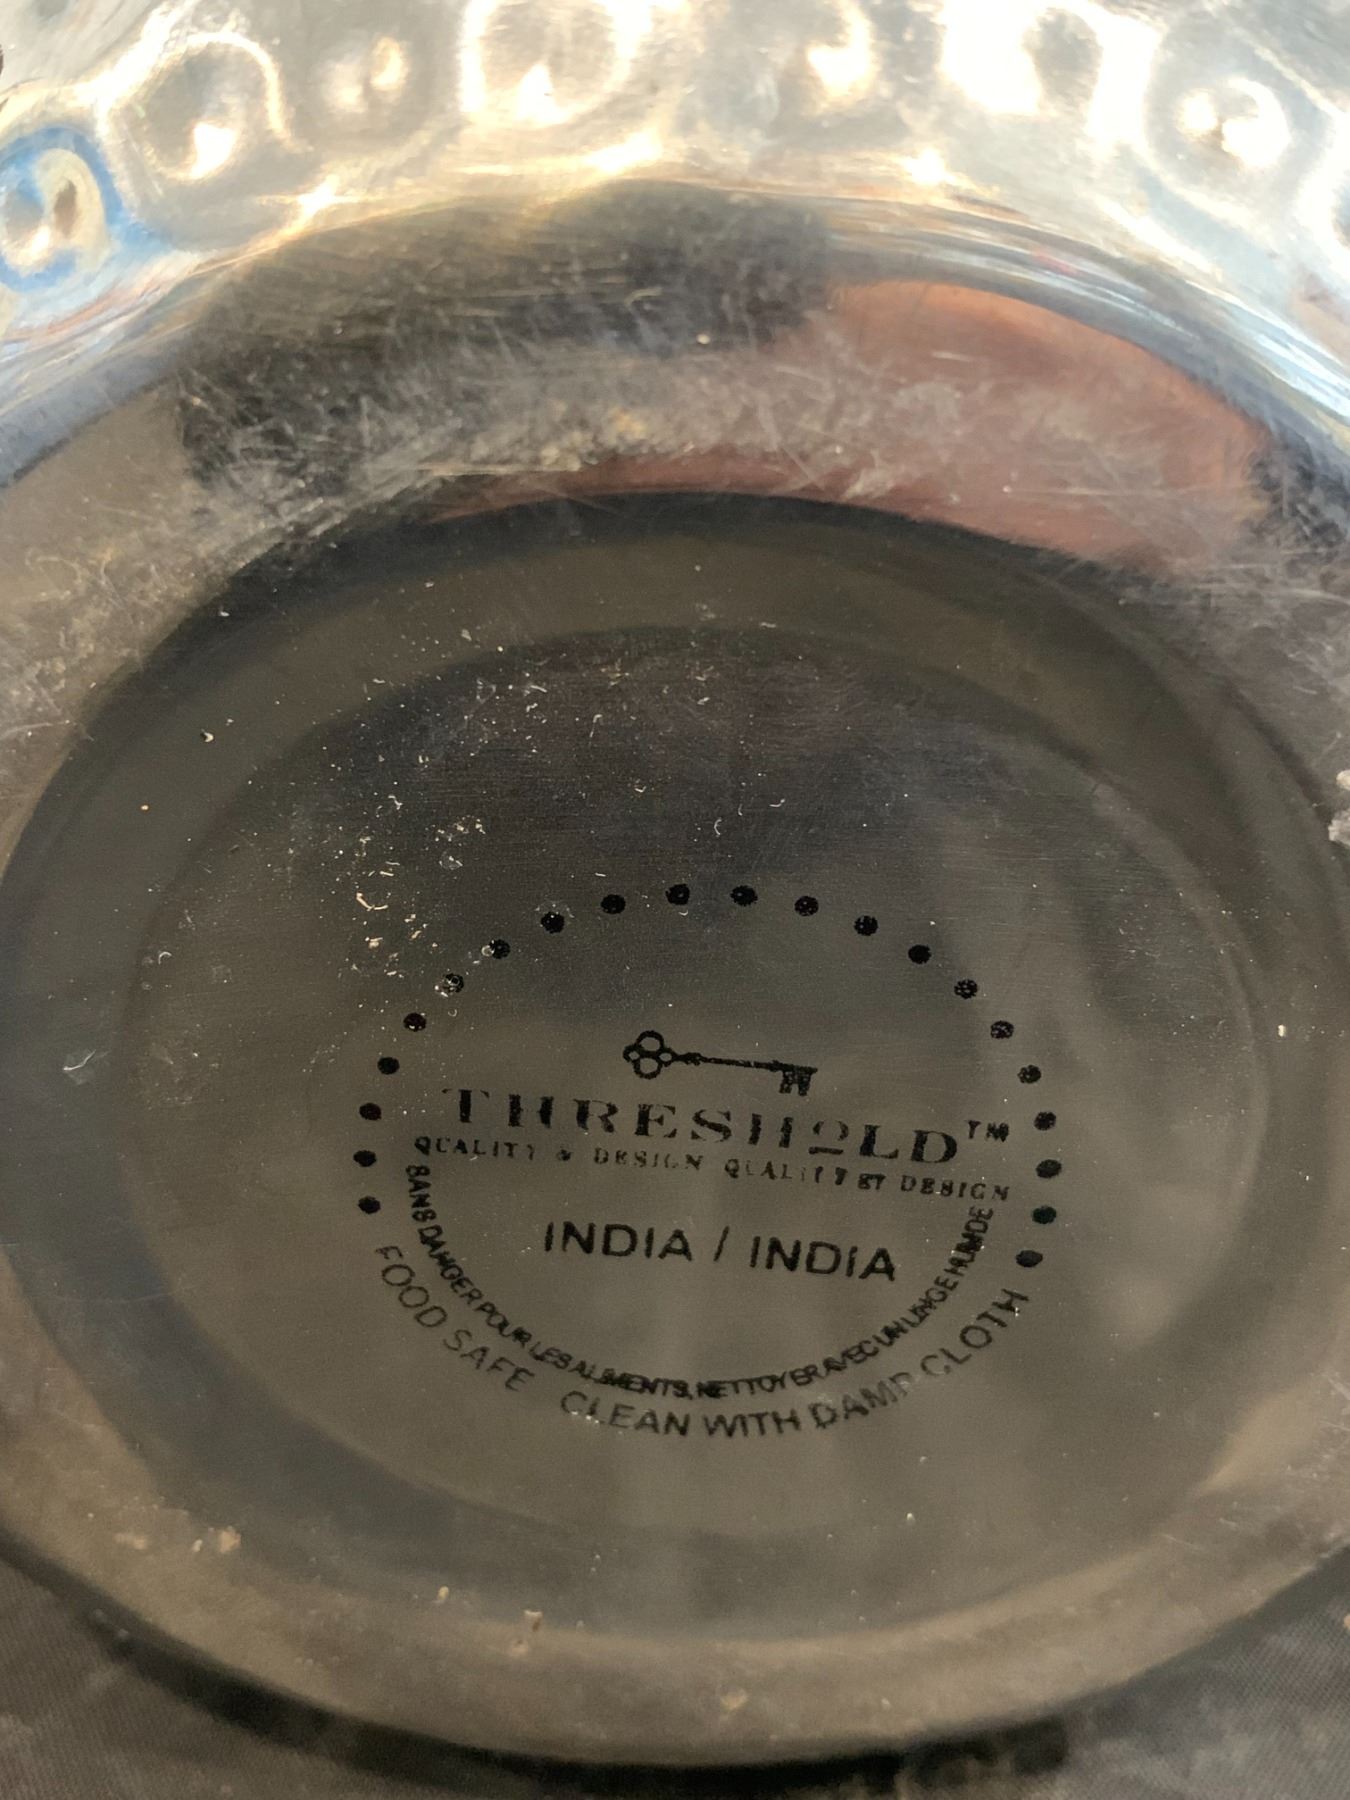 THRESHOLD™
QUALITY & DESIGN QUALITY ET DESIGN
INDIA / INDIA
SANS DANGER POUR LES ALIMENTS, NETTOYER AVEC UN LINGE HUMIDE
FOOD SAFE CLEAN WITH DAMP CLOTH